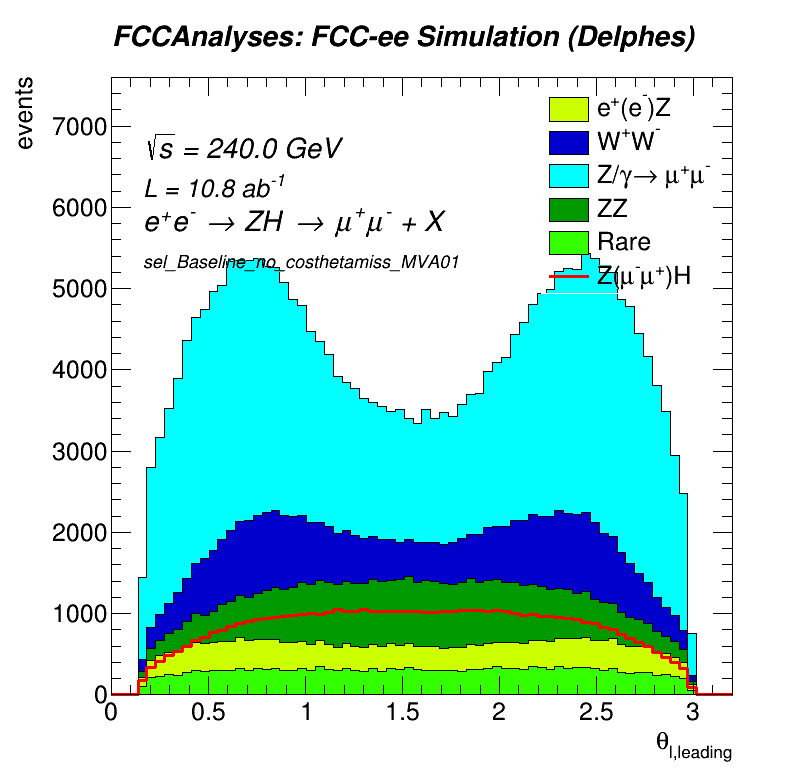 FCCAnalyses: FCC-ee Simulation (Delphes)
events
7000
6000
5000
4000
3000
2000
1000
0
√s = 240.0 GeV
L = 10.8 ab⁻¹
e⁺e⁻ → ZH → μ⁺μ⁻ + X
sel_Baseline_no_costhetamiss_MVA01
e⁺(e⁻)Z
W⁺W⁻
Z/γ→ μ⁺μ⁻
ZZ
Rare
Z(μ⁻μ⁺)H
0 0.5 1 1.5 2 2.5 3
θl,leading